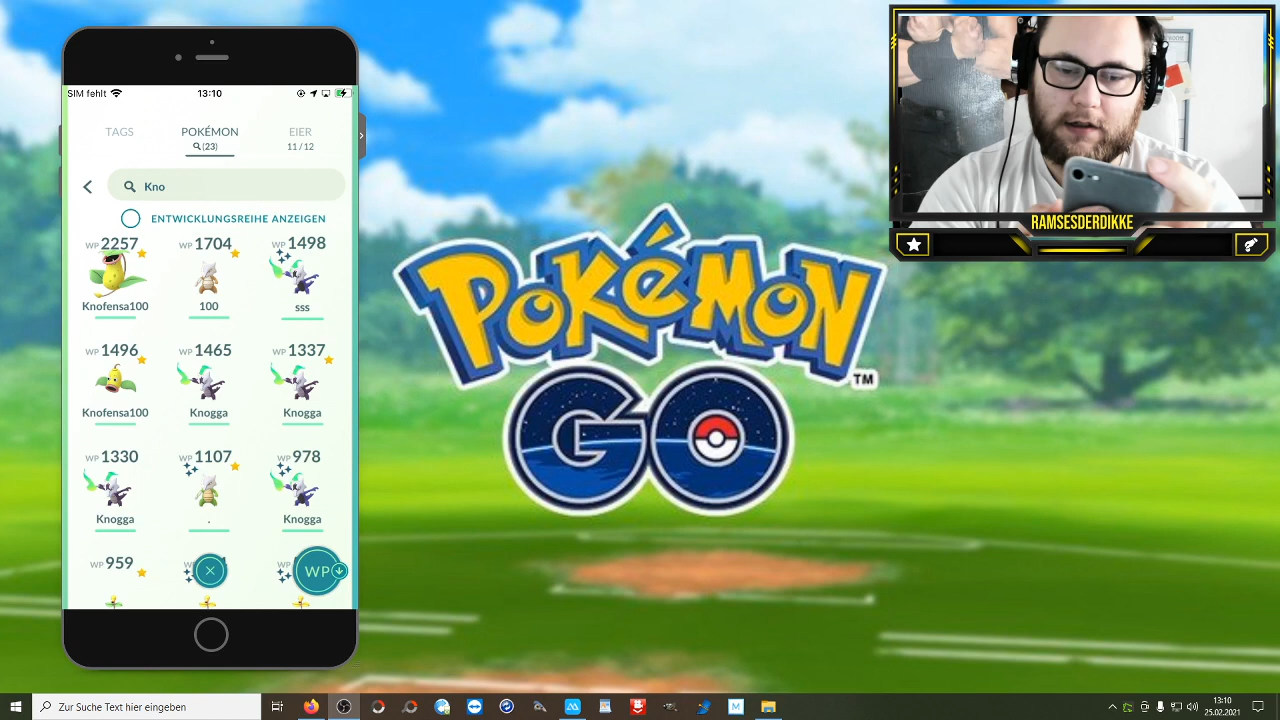 SIM fehlt
13:10
TAGS
POKÉMON
(23)
EIER
11 / 12
Kno
ENTWICKLUNGSREIHE ANZEIGEN
WP 2257
WP 1704
WP 1498
Knofensa100
100
sss
WP 1496
WP 1465
WP 1337
Knofensa100
Knogga
Knogga
WP 1330
WP 1107
WP 978
Knogga
.
Knogga
WP 959
WP
POKÉMON
TM
GO
RAMSESDERDIKKE
Zur Suche Text hier eingeben
M
13:10
25.02.2021